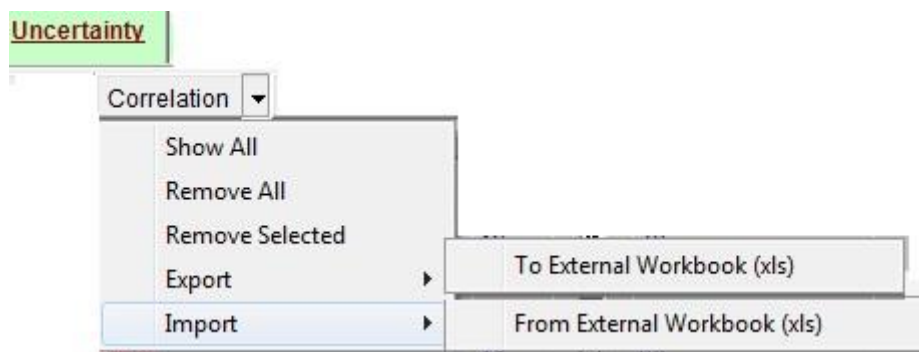 Uncertainty
Correlation
Show All
Remove All
Remove Selected
Export
To External Workbook (xls)
Import
From External Workbook (xls)